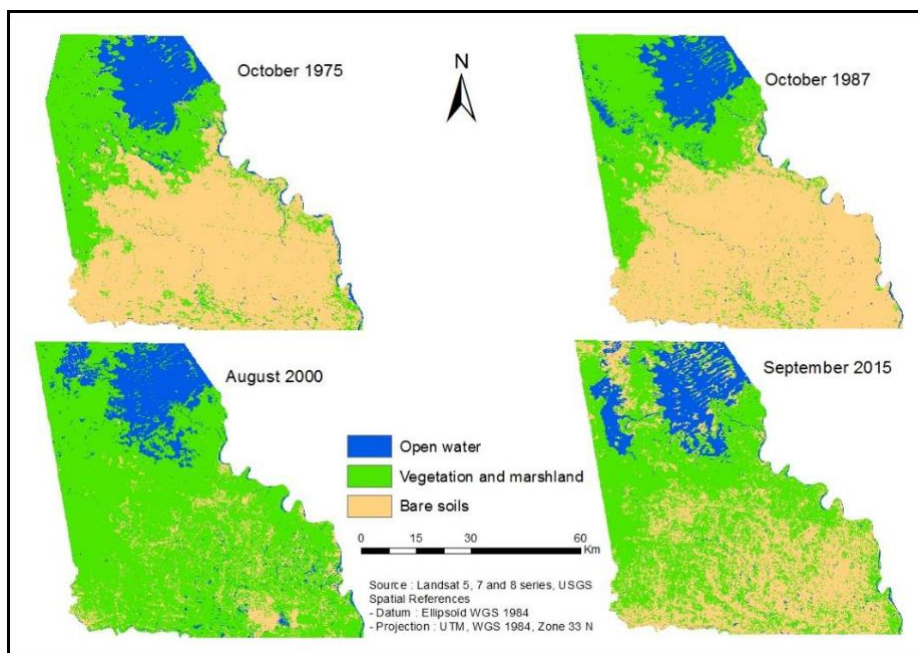 October 1975
N
October 1987
August 2000
September 2015
Open water
Vegetation and marshland
Bare soils
0 15 30 60
Km
Source : Landsat 5, 7 and 8 series, USGS
Spatial References
- Datum : Ellipsoid WGS 1984
- Projection : UTM, WGS 1984, Zone 33 N